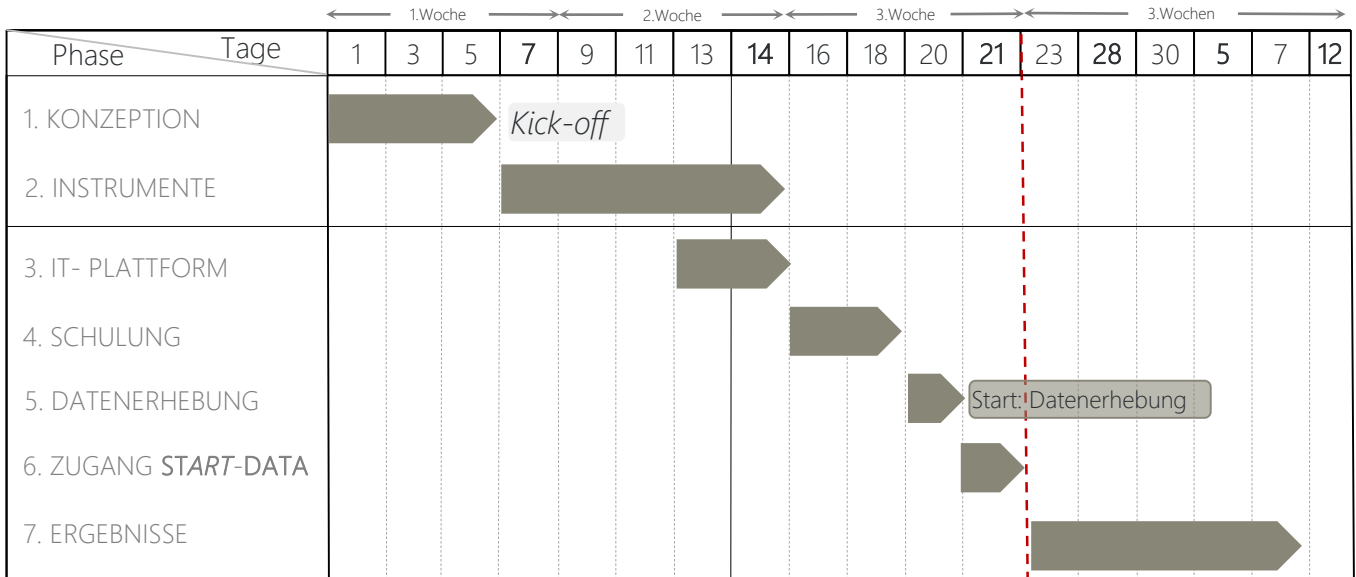 1.Woche 2.Woche 3.Woche 3.Wochen
Phase Tage 1 3 5 7 9 11 13 14 16 18 20 21 23 28 30 5 7 12
1. KONZEPTION Kick-off
2. INSTRUMENTE
3. IT- PLATTFORM
4. SCHULUNG
5. DATENERHEBUNG Start: Datenerhebung
6. ZUGANG START-DATA
7. ERGEBNISSE